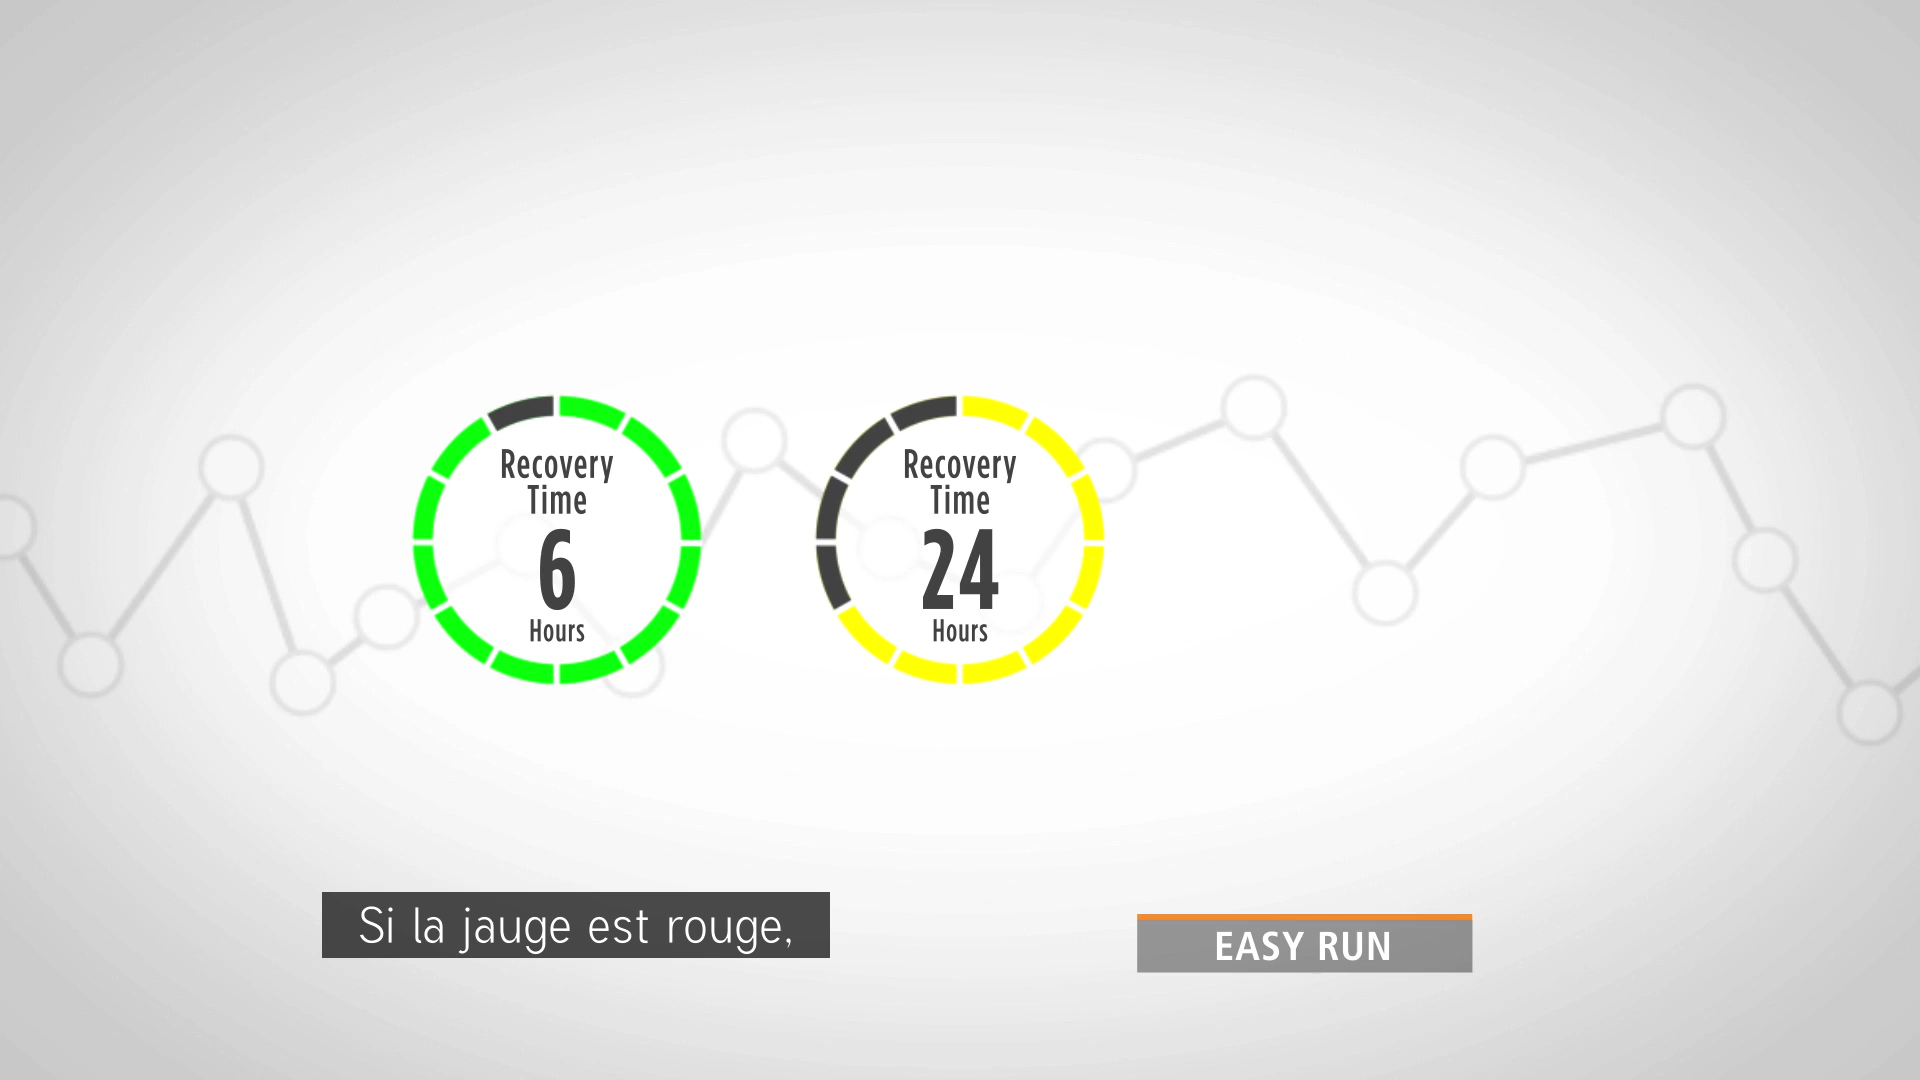 Recovery
Time
6
Hours
Recovery
Time
24
Hours
Si la jauge est rouge,
EASY RUN